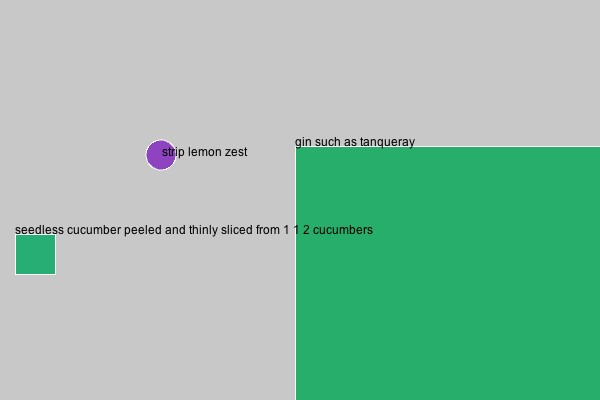 gin such as tanqueray
strip lemon zest
seedless cucumber peeled and thinly sliced from 1 1 2 cucumbers